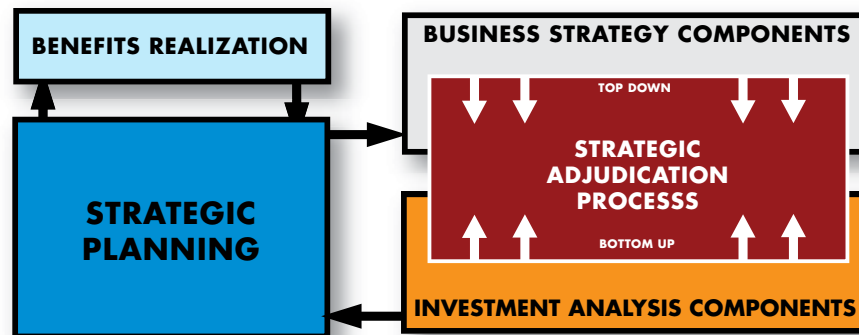 BENEFITS REALIZATION
BUSINESS STRATEGY COMPONENTS
TOP DOWN
STRATEGIC
ADJUDICATION
PROCESSS
BOTTOM UP
STRATEGIC
PLANNING
INVESTMENT ANALYSIS COMPONENTS